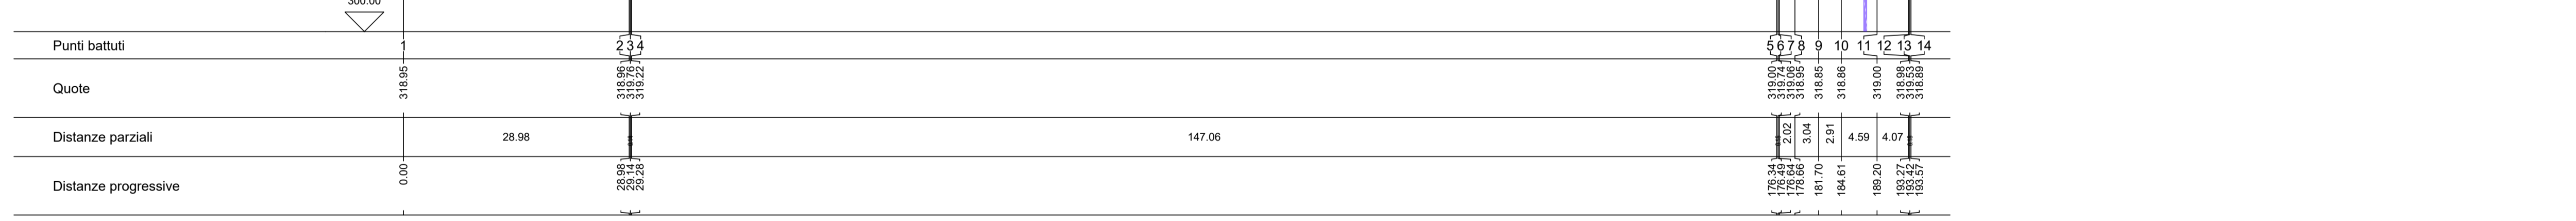 300.00
Punti battuti 1 2 3 4 5 6 7 8 9 10 11 12 13 14
Quote 318.95 318.96 319.76 319.22 319.00 319.74 319.06 318.95 318.85 318.86 319.00 318.98 319.53 318.89
Distanze parziali 28.98 147.06 2.02 3.04 2.91 4.59 4.07
Distanze progressive 0.00 28.98 29.14 29.28 176.34 176.49 176.64 178.66 181.70 184.61 189.20 193.27 193.42 193.57